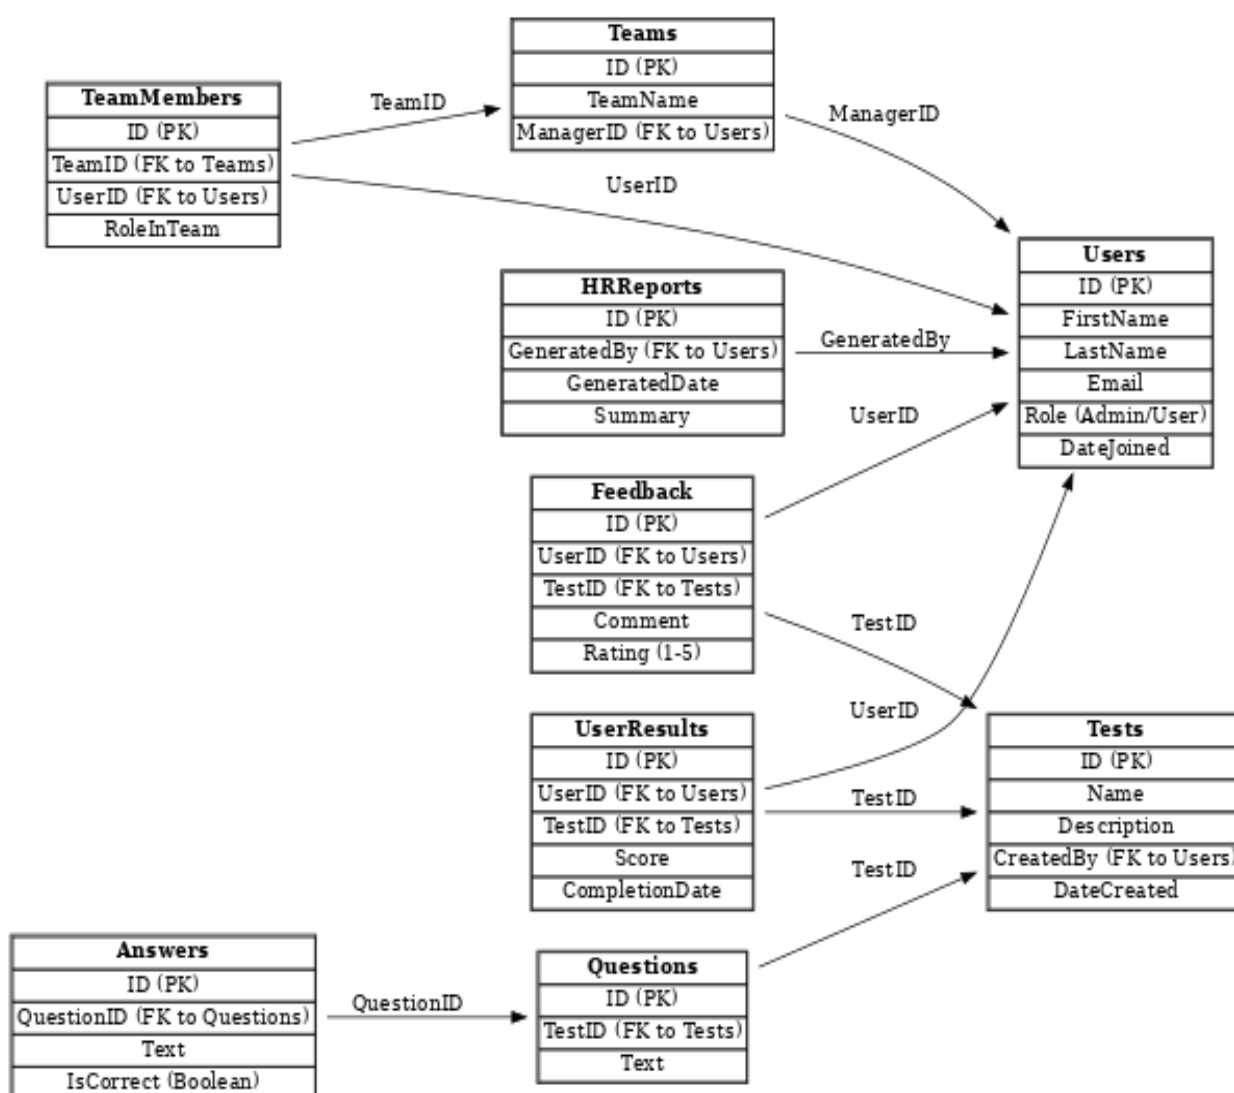 Teams
ID (PK)
TeamName
ManagerID (FK to Users)
TeamMembers
ID (PK)
TeamID (FK to Teams)
UserID (FK to Users)
RoleInTeam
TeamID
ManagerID
UserID
Users
ID (PK)
FirstName
LastName
Email
Role (Admin/User)
DateJoined
HRReports
ID (PK)
GeneratedBy (FK to Users)
GeneratedDate
Summary
GeneratedBy
UserID
Feedback
ID (PK)
UserID (FK to Users)
TestID (FK to Tests)
Comment
Rating (1-5)
TestID
UserID
UserResults
ID (PK)
UserID (FK to Users)
TestID (FK to Tests)
Score
CompletionDate
TestID
TestID
Tests
ID (PK)
Name
Description
CreatedBy (FK to Users)
DateCreated
Answers
ID (PK)
QuestionID (FK to Questions)
Text
IsCorrect (Boolean)
QuestionID
Questions
ID (PK)
TestID (FK to Tests)
Text